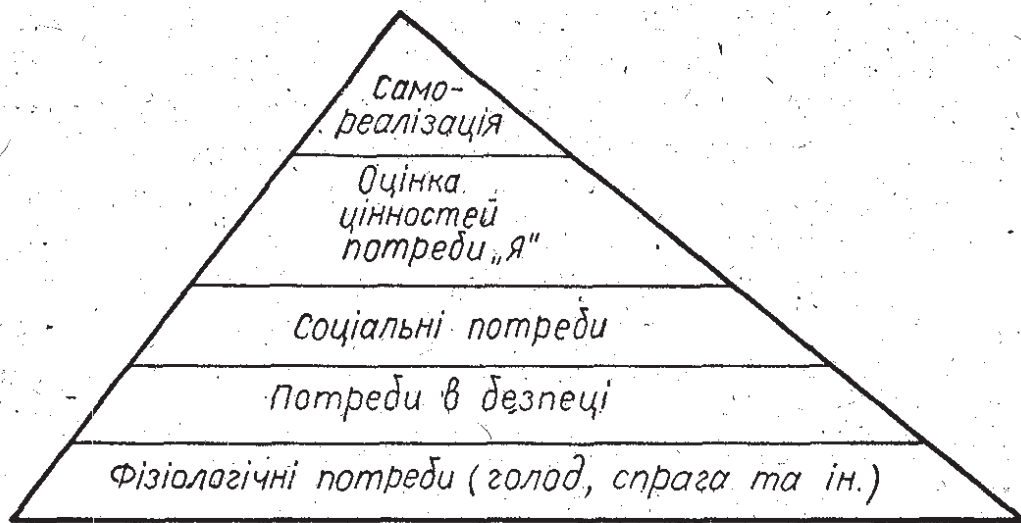 Само-
реалізація
Оцінка
цінностей
потреби „Я"
Соціальні потреби
Потреби в безпеці
Фізіологічні потреби (голод, спрага та ін.)